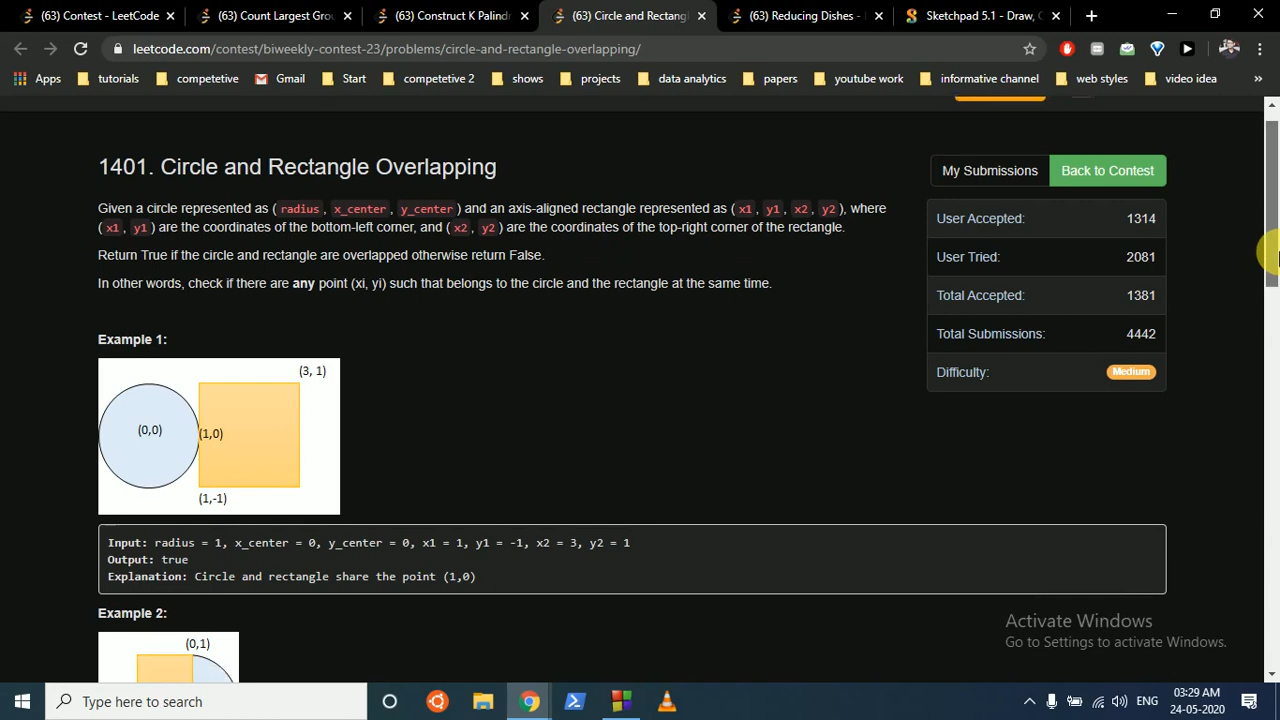 (63) Contest - LeetCode
(63) Count Largest Gro
(63) Construct K Palind
(63) Circle and Rectang
(63) Reducing Dishes -
Sketchpad 5.1 - Draw, C
leetcode.com/contest/biweekly-contest-23/problems/circle-and-rectangle-overlapping/
Apps tutorials competetive Gmail Start competetive 2 shows projects data analytics papers youtube work informative channel web styles video idea »
1401. Circle and Rectangle Overlapping
My Submissions Back to Contest
Given a circle represented as (radius, x_center, y_center) and an axis-aligned rectangle represented as (x1, y1, x2, y2), where
(x1, y1) are the coordinates of the bottom-left corner, and (x2, y2) are the coordinates of the top-right corner of the rectangle.
Return True if the circle and rectangle are overlapped otherwise return False.
In other words, check if there are any point (xi, yi) such that belongs to the circle and the rectangle at the same time.
User Accepted: 1314
User Tried: 2081
Total Accepted: 1381
Total Submissions: 4442
Difficulty: Medium
Example 1:
(3, 1)
(0,0)
(1,0)
(1,-1)
Input: radius = 1, x_center = 0, y_center = 0, x1 = 1, y1 = -1, x2 = 3, y2 = 1
Output: true
Explanation: Circle and rectangle share the point (1,0)
Example 2:
(0,1)
Activate Windows
Go to Settings to activate Windows.
Type here to search
ENG
03:29 AM
24-05-2020